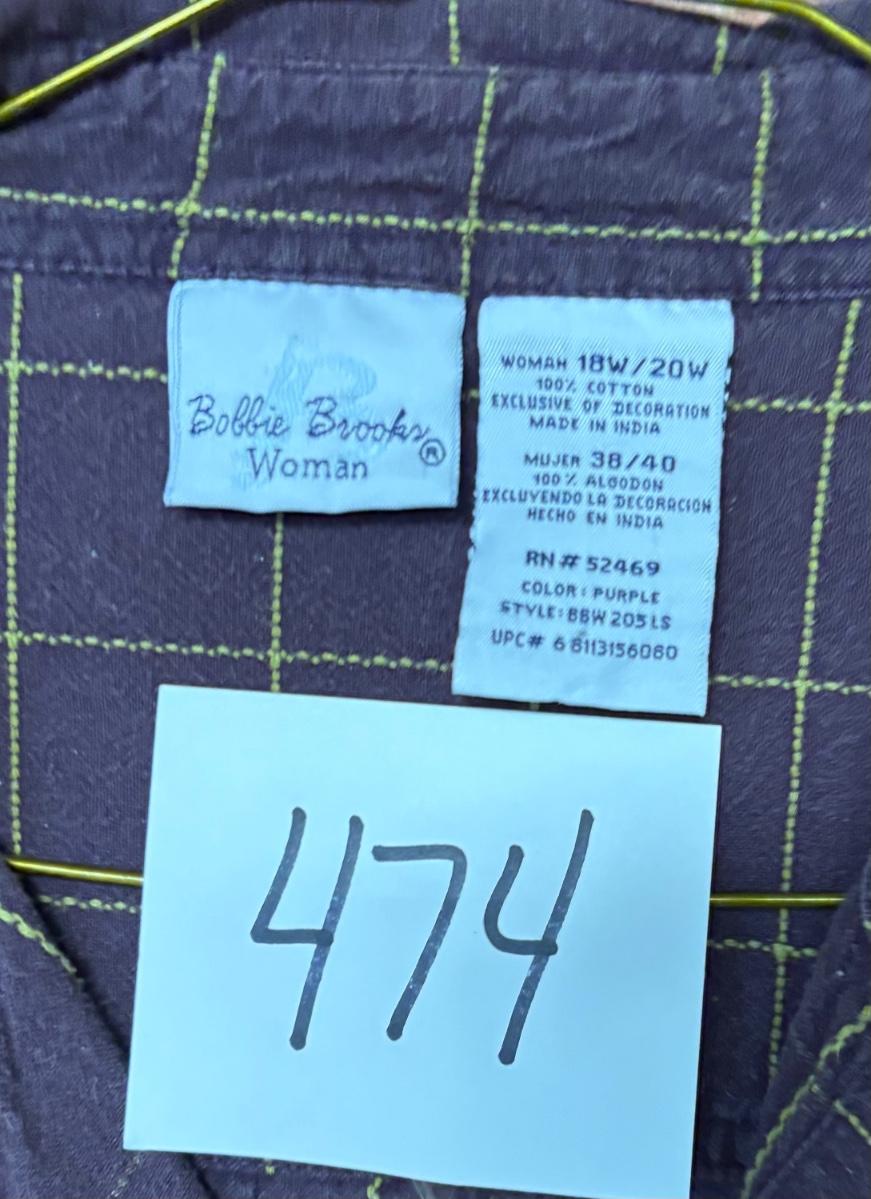 Bobbie Brooks®
Woman
WOMAN 18W/20W
100% COTTON
EXCLUSIVE OF DECORATION
MADE IN INDIA
MUJER 38/40
100% ALGODON
EXCLUYENDO LA DECORACION
HECHO EN INDIA
RN# 52469
COLOR: PURPLE
STYLE: BBW 205 LS
UPC# 6 8113156080
474